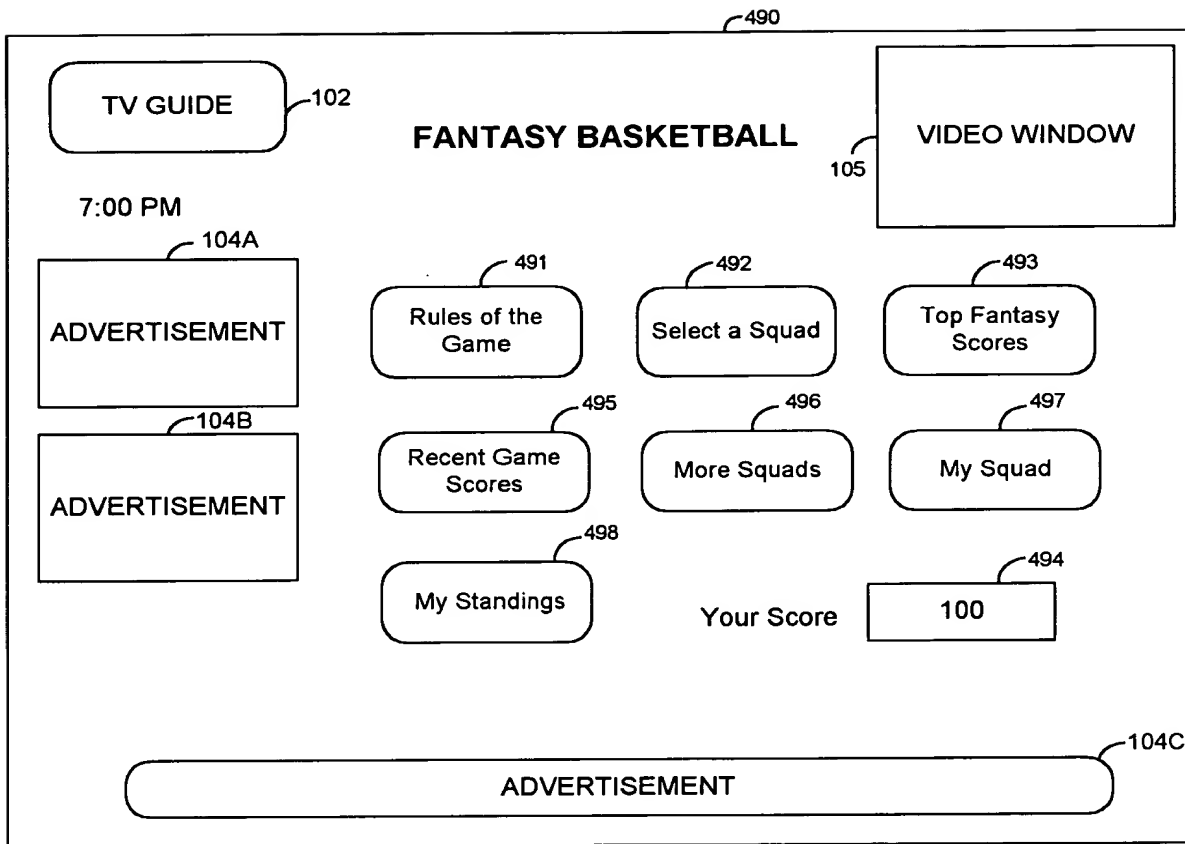 490
TV GUIDE
102
FANTASY BASKETBALL
105
VIDEO WINDOW
7:00 PM
104A
ADVERTISEMENT
104B
ADVERTISEMENT
491
Rules of the
Game
492
Select a Squad
493
Top Fantasy
Scores
495
Recent Game
Scores
496
More Squads
497
My Squad
498
My Standings
Your Score
494
100
104C
ADVERTISEMENT